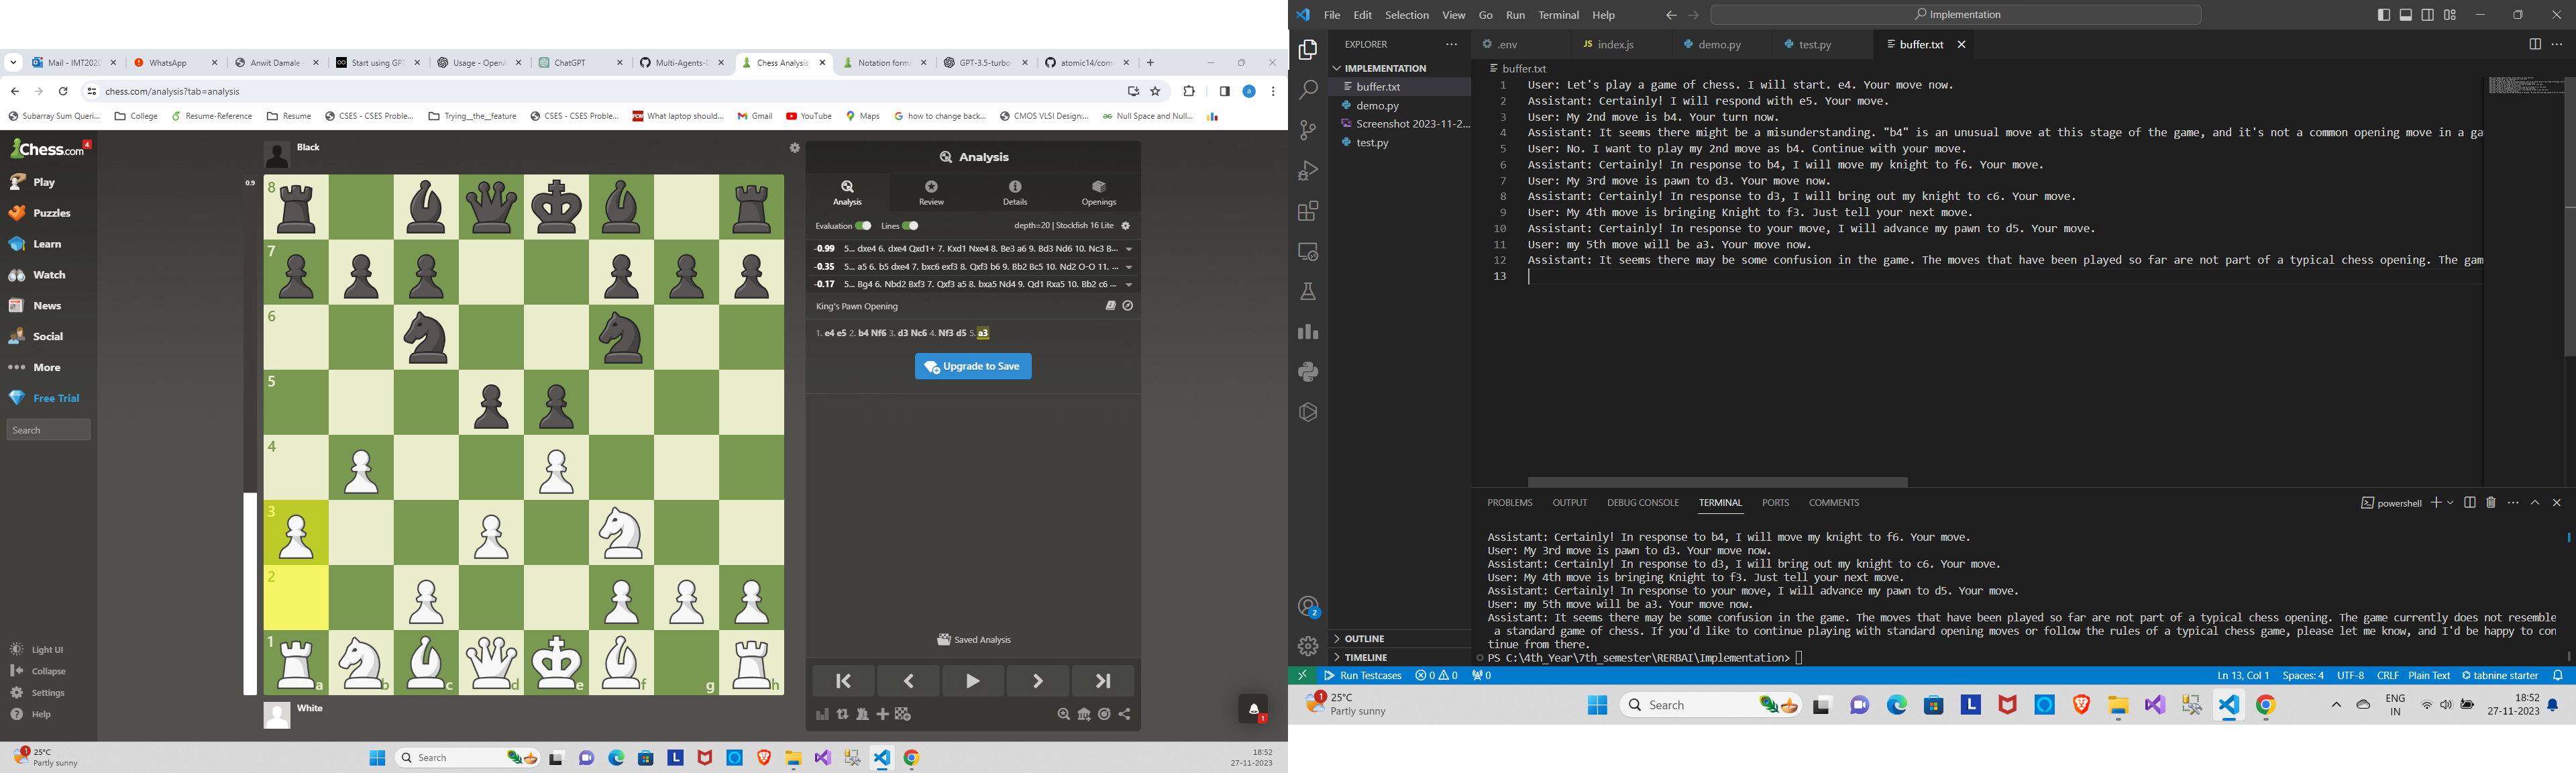 Mail - IMT2020
WhatsApp
Anwit Damale
Start using GPT
Usage - OpenA
ChatGPT
Multi-Agents-D
Chess Analysis
Notation forma
GPT-3.5-turbo
atomic14/com
chess.com/analysis?tab=analysis
Subarray Sum Queri...
College
Resume-Reference
Resume
CSES - CSES Proble...
Trying__the__feature
CSES - CSES Proble...
What laptop should...
Gmail
YouTube
Maps
how to change back...
CMOS VLSI Design:...
Null Space and Null...
Chess.com
4
Play
Puzzles
Learn
Watch
News
Social
More
Free Trial
Search
Light UI
Collapse
Settings
Help
Black
0.9
8
7
6
5
4
3
2
1
a
b
c
d
e
f
g
h
White
Analysis
Analysis
Review
Details
Openings
Evaluation
Lines
depth=20 | Stockfish 16 Lite
-0.99 5... dxe4 6. dxe4 Qxd1+ 7. Kxd1 Nxe4 8. Be3 a6 9. Bd3 Nd6 10. Nc3 B...
-0.35 5... a5 6. b5 dxe4 7. bxc6 exf3 8. Qxf3 b6 9. Bb2 Bc5 10. Nd2 O-O 11. ...
-0.17 5... Bg4 6. Nbd2 Bxf3 7. Qxf3 a5 8. bxa5 Nd4 9. Qd1 Rxa5 10. Bb2 c6 ...
King's Pawn Opening
1. e4 e5 2. b4 Nf6 3. d3 Nc6 4. Nf3 d5 5. a3
Upgrade to Save
Saved Analysis
1
1
25°C
Partly sunny
Search
18:52
27-11-2023
File Edit Selection View Go Run Terminal Help
Implementation
EXPLORER
IMPLEMENTATION
buffer.txt
demo.py
Screenshot 2023-11-2...
test.py
OUTLINE
TIMELINE
.env
JS index.js
demo.py
test.py
buffer.txt
buffer.txt
1 User: Let's play a game of chess. I will start. e4. Your move now.
2 Assistant: Certainly! I will respond with e5. Your move.
3 User: My 2nd move is b4. Your turn now.
4 Assistant: It seems there might be a misunderstanding. "b4" is an unusual move at this stage of the game, and it's not a common opening move in a ga
5 User: No. I want to play my 2nd move as b4. Continue with your move.
6 Assistant: Certainly! In response to b4, I will move my knight to f6. Your move.
7 User: My 3rd move is pawn to d3. Your move now.
8 Assistant: Certainly! In response to d3, I will bring out my knight to c6. Your move.
9 User: My 4th move is bringing Knight to f3. Just tell your next move.
10 Assistant: Certainly! In response to your move, I will advance my pawn to d5. Your move.
11 User: my 5th move will be a3. Your move now.
12 Assistant: It seems there may be some confusion in the game. The moves that have been played so far are not part of a typical chess opening. The gam
13
PROBLEMS OUTPUT DEBUG CONSOLE TERMINAL PORTS COMMENTS
powershell
Assistant: Certainly! In response to b4, I will move my knight to f6. Your move.
User: My 3rd move is pawn to d3. Your move now.
Assistant: Certainly! In response to d3, I will bring out my knight to c6. Your move.
User: My 4th move is bringing Knight to f3. Just tell your next move.
Assistant: Certainly! In response to your move, I will advance my pawn to d5. Your move.
User: my 5th move will be a3. Your move now.
Assistant: It seems there may be some confusion in the game. The moves that have been played so far are not part of a typical chess opening. The game currently does not resemble
a standard game of chess. If you'd like to continue playing with standard opening moves or follow the rules of a typical chess game, please let me know, and I'd be happy to con
tinue from there.
PS C:\4th_Year\7th_semester\RERBAI\Implementation>
2
Run Testcases
0
0
0
Ln 13, Col 1
Spaces: 4
UTF-8
CRLF
Plain Text
tabnine starter
1
25°C
Partly sunny
Search
ENG
IN
18:52
27-11-2023